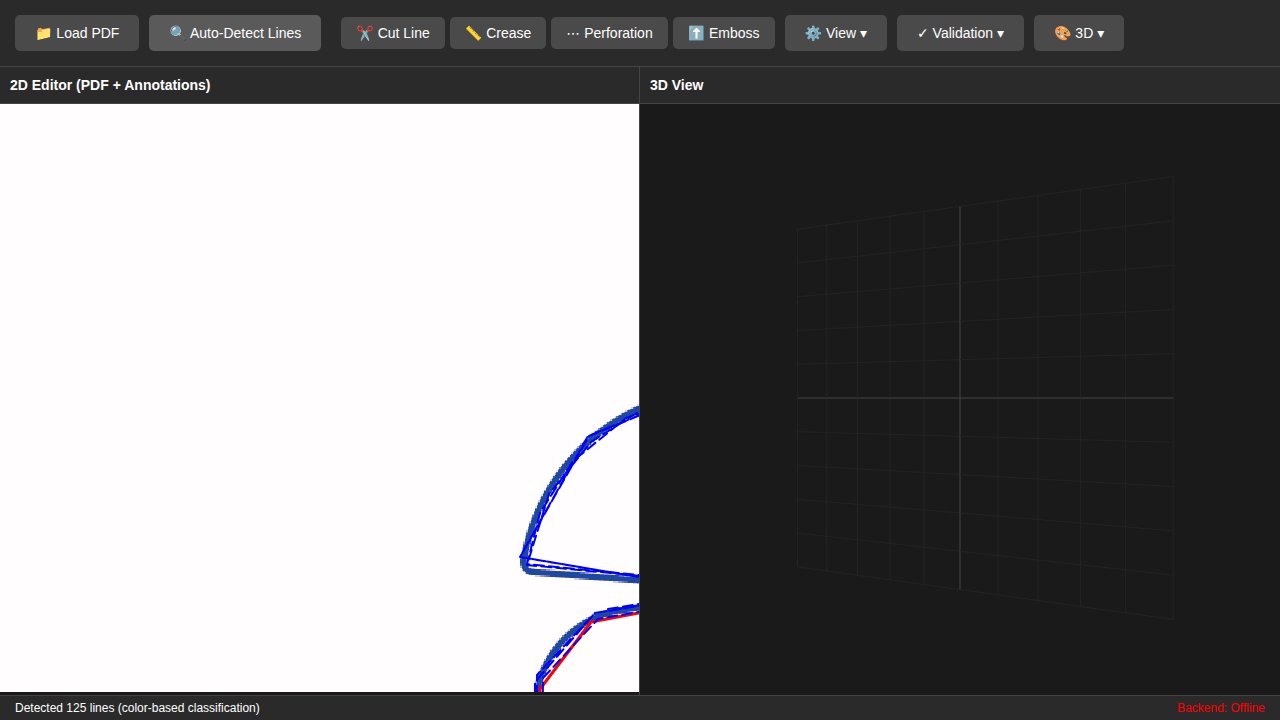 📁 Load PDF 🔍 Auto-Detect Lines ✂️ Cut Line 📏 Crease ⋯ Perforation ⬆️ Emboss ⚙️ View ▾ ✓ Validation ▾ 🎨 3D ▾
2D Editor (PDF + Annotations)
3D View
Detected 125 lines (color-based classification)
Backend: Offline